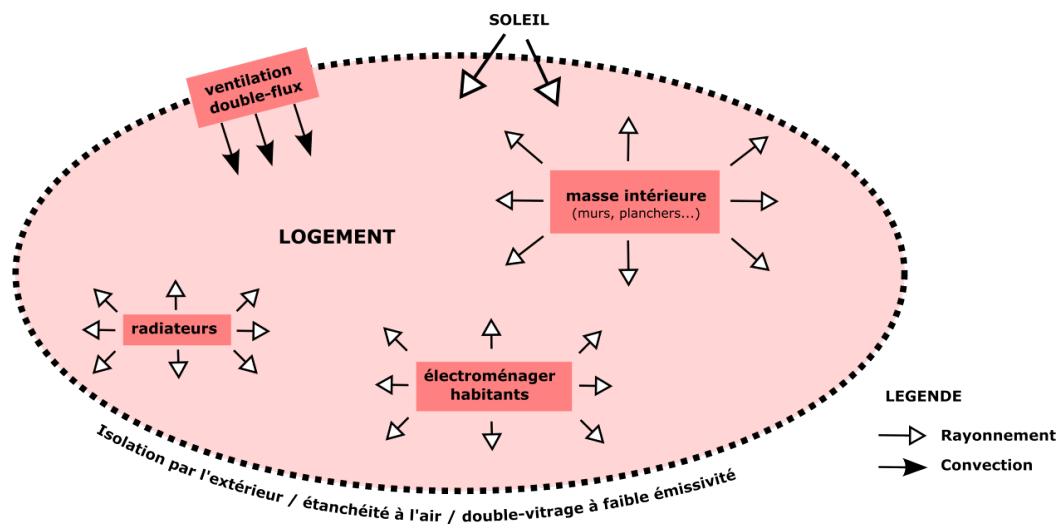 SOLEIL
ventilation
double-flux
masse intérieure
(murs, planchers...)
LOGEMENT
radiateurs
électroménager
habitants
Isolation par l'extérieur / étanchéité à l'air / double-vitrage à faible émissivité
LEGENDE
Rayonnement
Convection